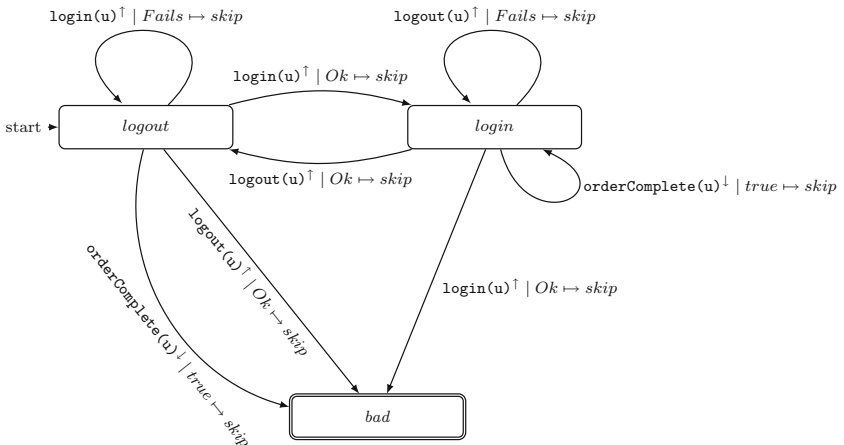 login(u)↑ | Fails ↦ skip
logout(u)↑ | Fails ↦ skip
login(u)↑ | Ok ↦ skip
start
logout
login
logout(u)↑ | Ok ↦ skip
orderComplete(u)↓ | true ↦ skip
logout(u)↑ | Ok ↦ skip
orderComplete(u)↓ | true ↦ skip
login(u)↑ | Ok ↦ skip
bad